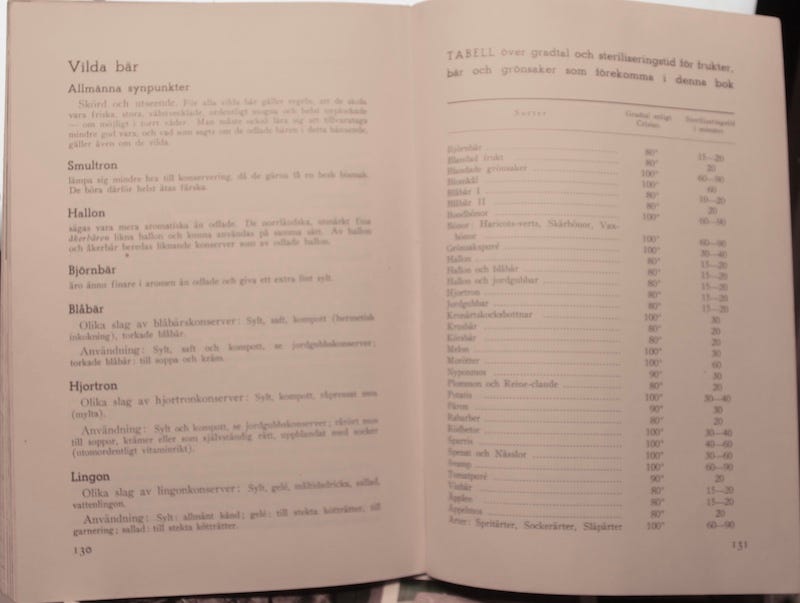 Vilda bär
Allmänna synpunkter
Skörd och utseende. För alla vilda bär gäller regeln, att de skola
vara friska, stora, välutvecklade, ordentligt mogna och helst nyplockade
— om möjligt i torrt väder. Man måste också lära sig att tillvarataga
mindre god vara, och vad som sagts om de odlade bären i detta hänseende,
gäller även om de vilda.
Smultron
lämpa sig mindre bra till konservering, då de gärna få en besk bismak.
De böra därför helst ätas färska.
Hallon
sägas vara mera aromatiska än odlade. De norrländska, utmärkt fina
åkerbären likna hallon och kunna användas på samma sätt. Av hallon
och åkerbär beredas liknande konserver som av odlade hallon.
Björnbär
äro ännu finare i aromen än odlade och giva ett extra fint sylt.
Blåbär
Olika slag av blåbärskonserver: Sylt, saft, kompott (hermetisk
inkokning), torkade blåbär.
Användning: Sylt, saft och kompott, se jordgubbskonserver;
torkade blåbär: till soppa och kräm.
Hjortron
Olika slag av hjortronkonserver: Sylt, kompott, råpressat mos
(mylta).
Användning: Sylt och kompott, se jordgubbskonserver; rårört mos
till soppor, krämer eller som självständig rätt, uppblandat med socker
(utomordentligt vitaminrikt).
Lingon
Olika slag av lingonkonserver: Sylt, gelé, måltidsdricka, sallad,
vattenlingon.
Användning: Sylt: allmänt känd; gelé: till stekta kötträtter, till
garnering; sallad: till stekta kötträtter.
130
TABELL över gradtal och steriliseringstid för frukter,
bär och grönsaker som förekomma i denna bok
Sorter Gradtal enligt Celsius Steriliseringstid i minuter
Björnbär 80° 15—20
Blandad frukt 80° 20
Blandade grönsaker 100° 60—90
Blomkål 100° 60
Blåbär I 80° 10—20
Blåbär II 80° 20
Bondbönor 100° 60—90
Bönor: Haricots-verts, Skärbönor, Vax-
bönor 100° 60—90
Grönsakspuré 100° 30—40
Hallon 80° 15—20
Hallon och blåbär 80° 15—20
Hallon och jordgubbar 80° 15—20
Hjortron 80° 15—20
Jordgubbar 80° 15—20
Kronärtskocksbottnar 100° 30
Krusbär 80° 20
Körsbär 80° 20
Melon 100° 30
Morötter 100° 60
Nyponmos 90° 30
Plommon och Reine-claude 80° 20
Potatis 100° 30—40
Päron 90° 30
Rabarber 80° 20
Rödbetor 100° 30—40
Sparris 100° 40—60
Spenat och Nässlor 100° 30—60
Svamp 100° 60—90
Tomatpuré 90° 20
Vinbär 80° 15—20
Äpplen 80° 15—20
Äppelmos 80° 20
Ärter: Spritärter, Sockerärter, Slåpärter 100° 60—90
131